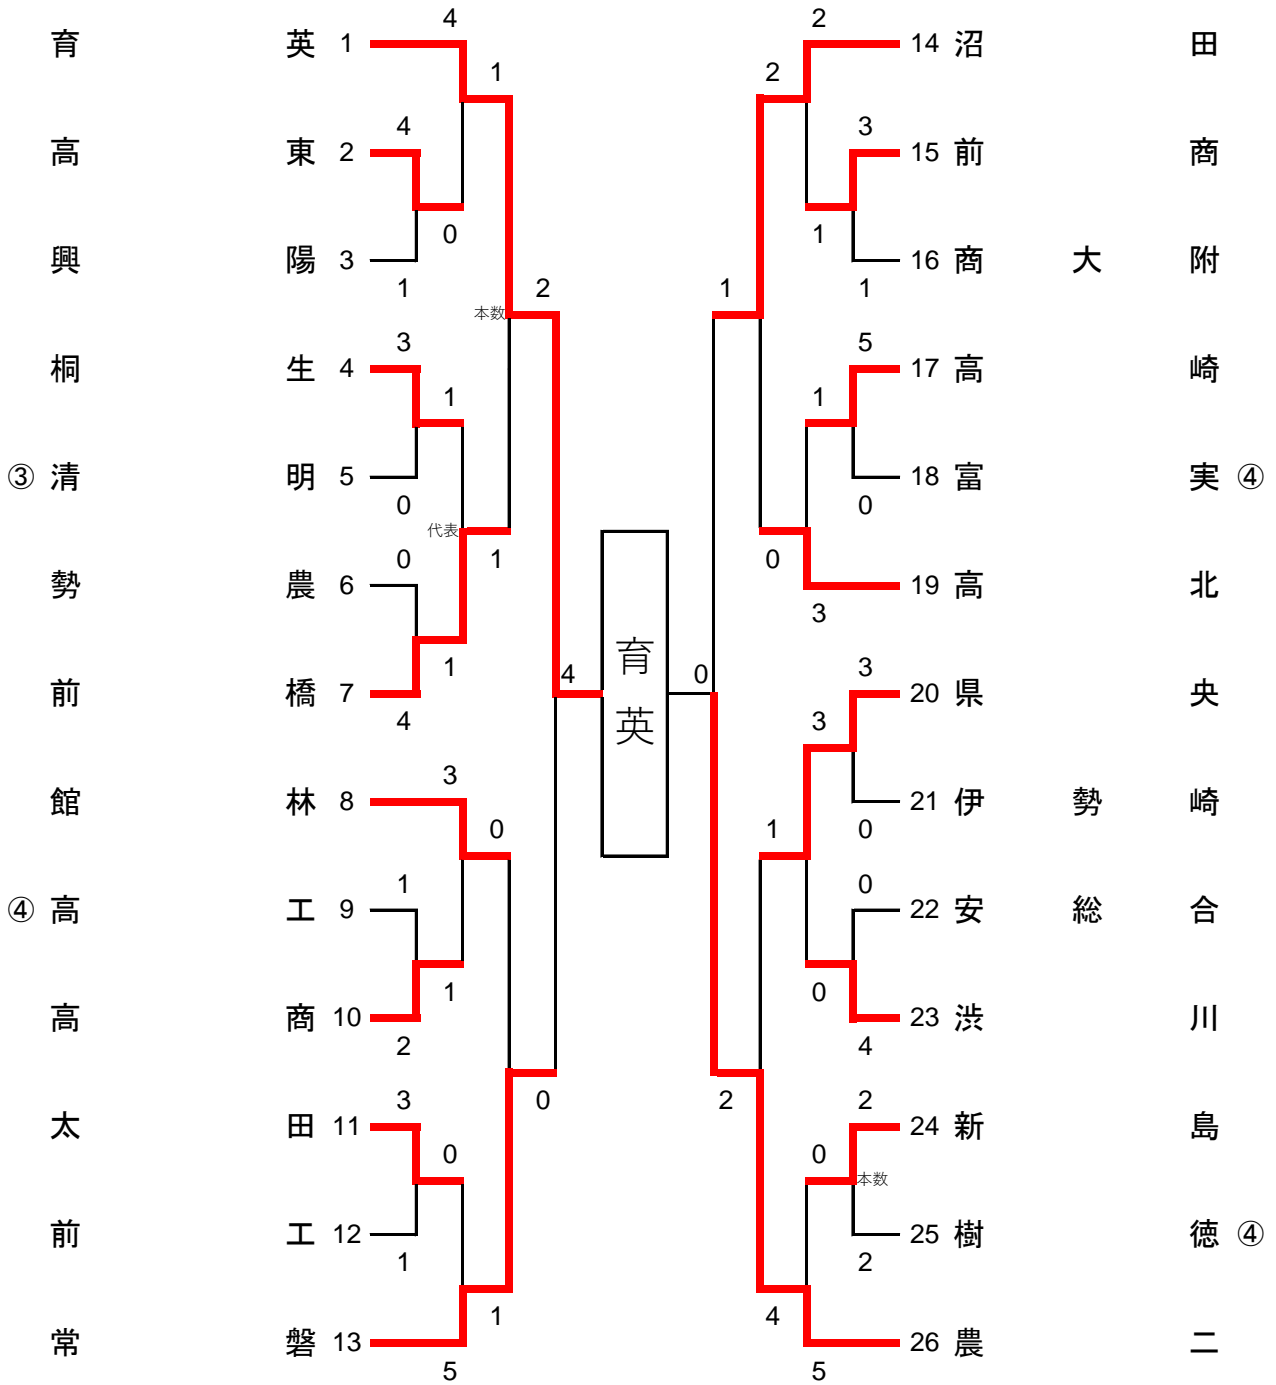 4 2
育 英 1 14 沼 田
1 2
4 3
高 東 2 15 前 商
0 1
興 陽 3 16 商 大 附
1 1
2 1
本数
3 5
桐 生 4 17 高 崎
1 1
③ 清 明 5 18 富 実 ④
0 0
代表
0 1 0
勢 農 6 19 高 北
3
育
1 3
前 橋 7 4 0 20 県 央
4 3
英
3
館 林 8 21 伊 勢 崎
0 1 0
1 0
④ 高 工 9 22 安 総 合
1 0
高 商 10 23 渋 川
2 4
3 0 2 2
太 田 11 24 新 島
0 0
本数
前 工 12 25 樹 徳 ④
1 2
1 4
常 磐 13 26 農 二
5 5